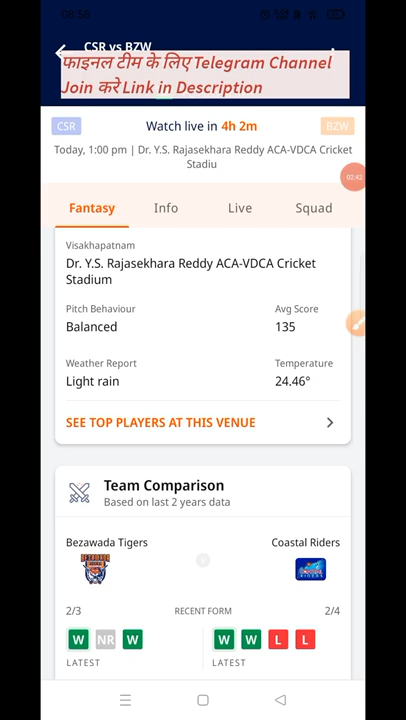 08:56
CSR vs BZW
फाइनल टीम के लिए Telegram Channel
Join करे Link in Description
CSR
Watch live in 4h 2m
BZW
Today, 1:00 pm | Dr. Y.S. Rajasekhara Reddy ACA-VDCA Cricket
Stadiu
02:42
Fantasy Info Live Squad
Visakhapatnam
Dr. Y.S. Rajasekhara Reddy ACA-VDCA Cricket
Stadium
Pitch Behaviour Avg Score
Balanced 135
Weather Report Temperature
Light rain 24.46°
SEE TOP PLAYERS AT THIS VENUE
Team Comparison
Based on last 2 years data
Bezawada Tigers Coastal Riders
2/3 RECENT FORM 2/4
W NR W W W L L
LATEST LATEST